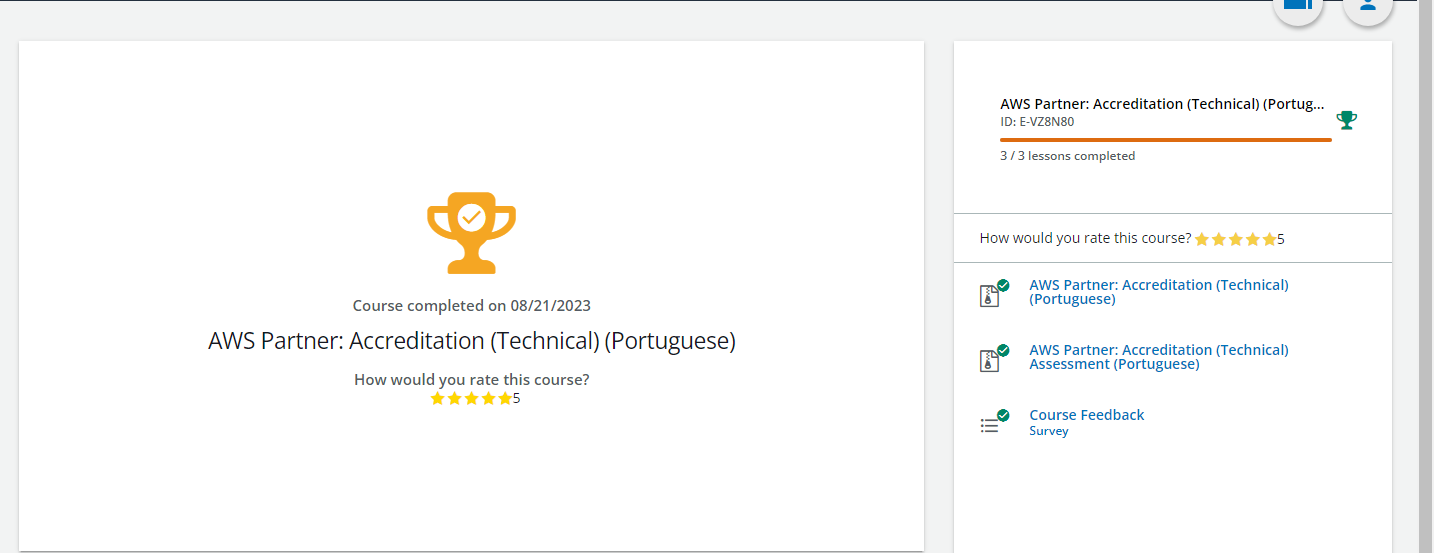 Course completed on 08/21/2023
AWS Partner: Accreditation (Technical) (Portuguese)
How would you rate this course?
5
AWS Partner: Accreditation (Technical) (Portug...
ID: E-VZ8N80
3 / 3 lessons completed
How would you rate this course? 5
AWS Partner: Accreditation (Technical)
(Portuguese)
AWS Partner: Accreditation (Technical)
Assessment (Portuguese)
Course Feedback
Survey